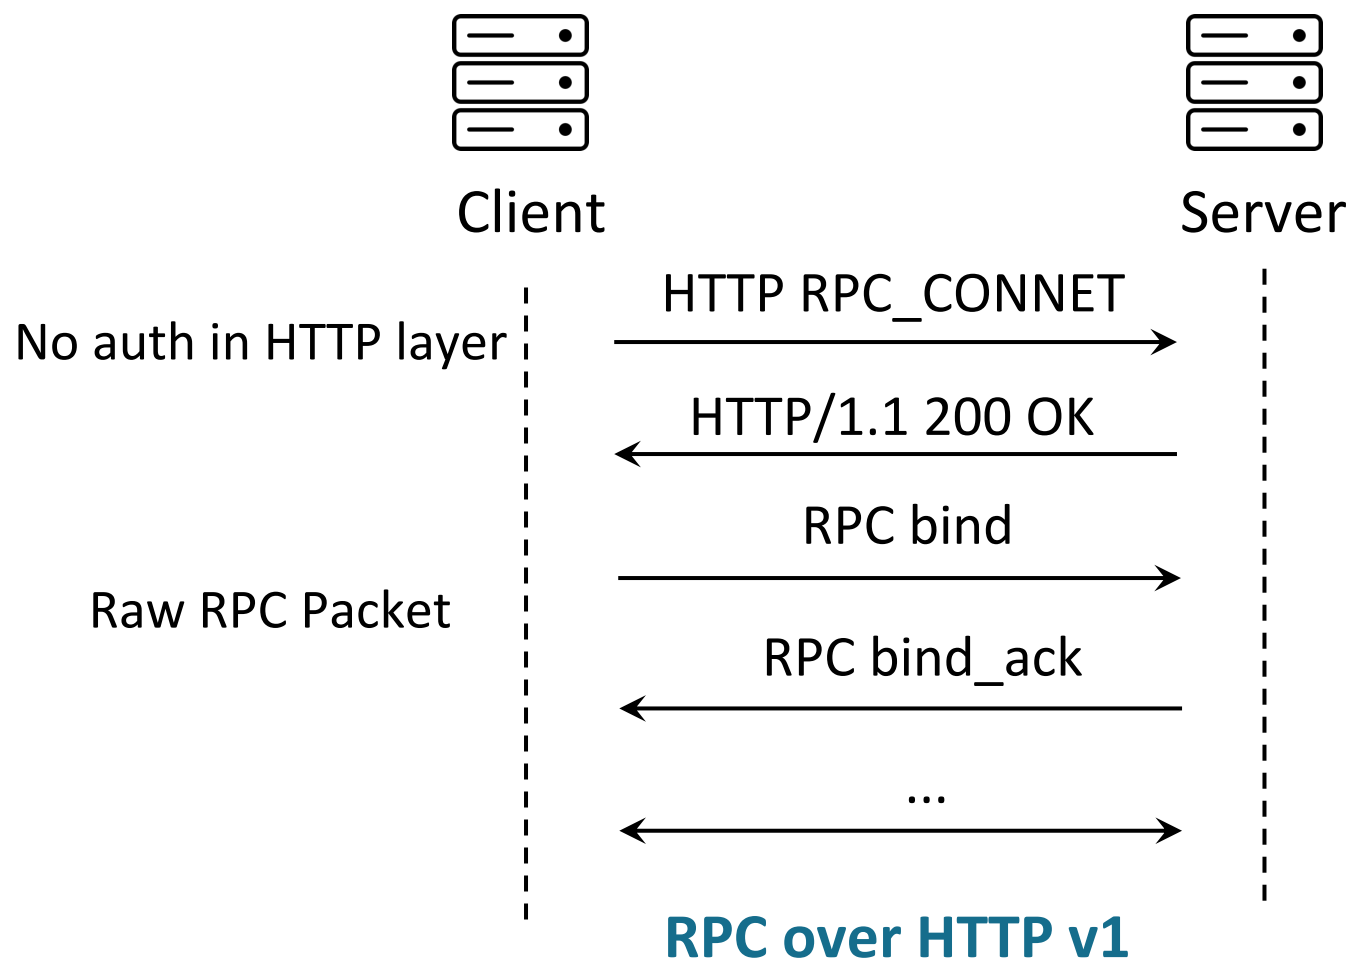 Client
Server
HTTP RPC_CONNET
No auth in HTTP layer
HTTP/1.1 200 OK
RPC bind
Raw RPC Packet
RPC bind_ack
...
RPC over HTTP v1